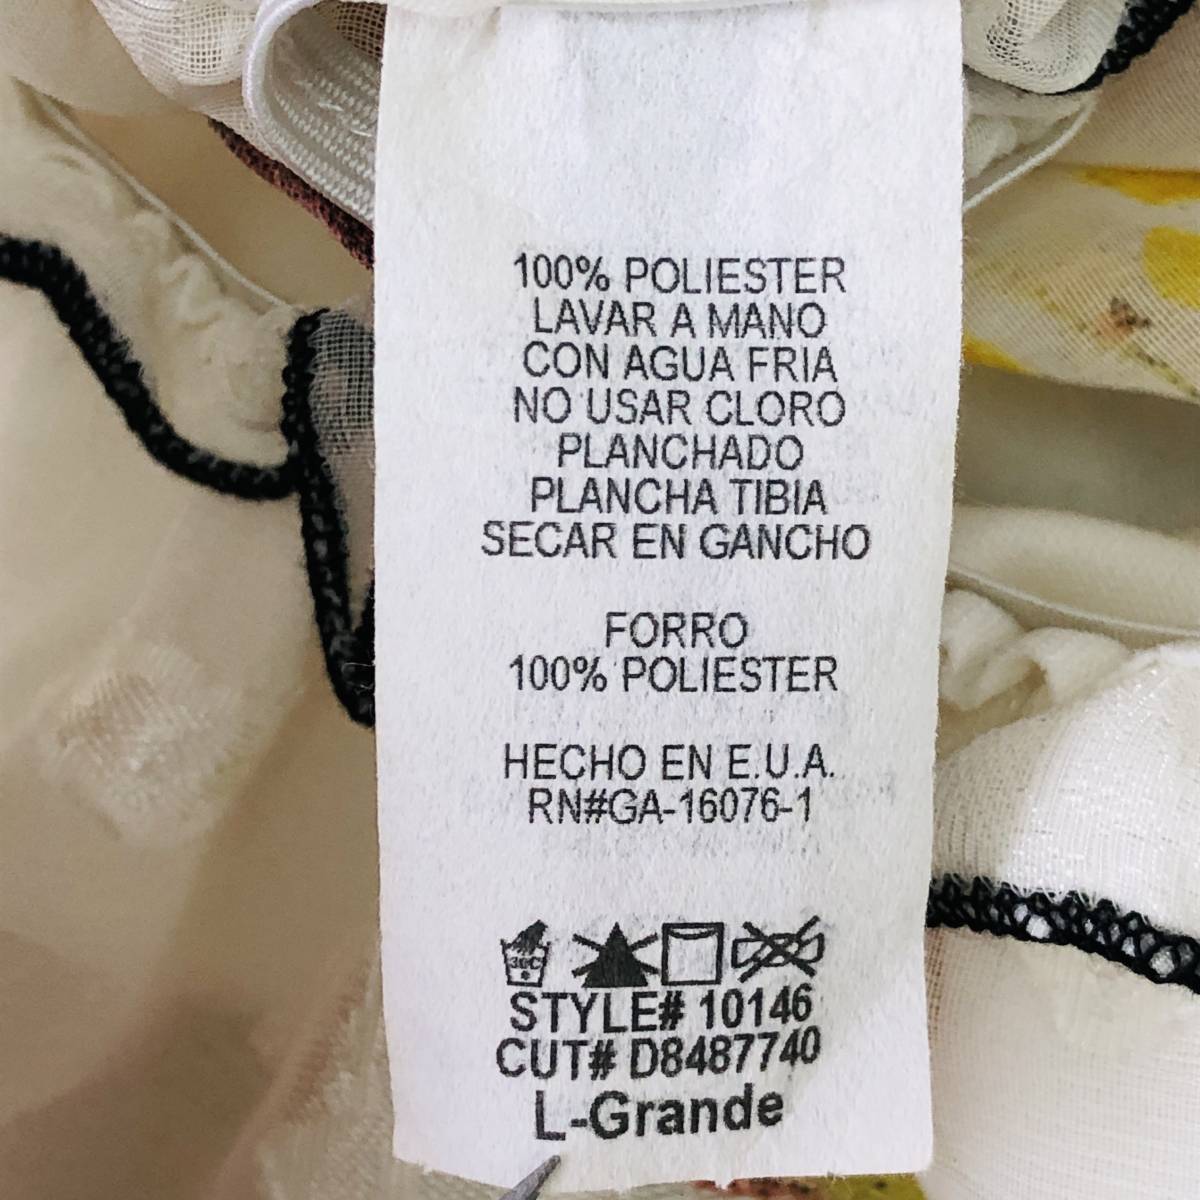 100% POLIESTER
LAVAR A MANO
CON AGUA FRIA
NO USAR CLORO
PLANCHADO
PLANCHA TIBIA
SECAR EN GANCHO
FORRO
100% POLIESTER
HECHO EN E.U.A.
RN#GA-16076-1
30C
STYLE# 10146
CUT# D8487740
L-Grande